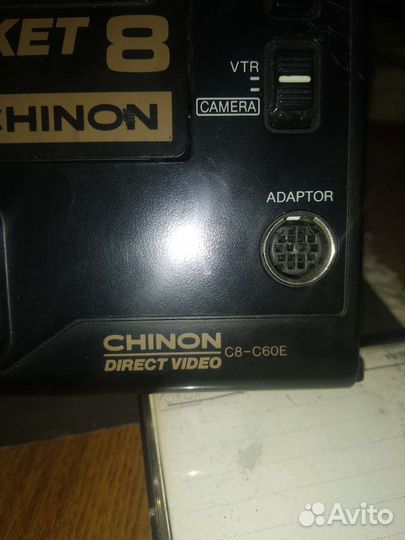 KET 8
CHINON
VTR
CAMERA
ADAPTOR
CHINON
DIRECT VIDEO
C8-C60E
Avito